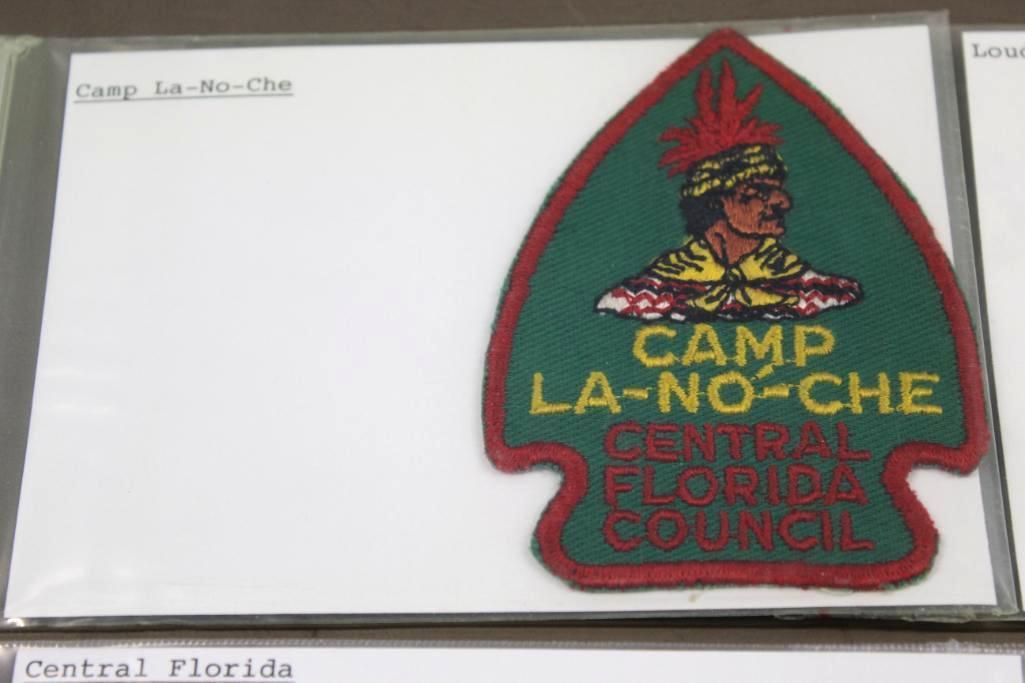 Camp La-No-Che
CAMP
LA-NO´-CHE
CENTRAL
FLORIDA
COUNCIL
Central Florida